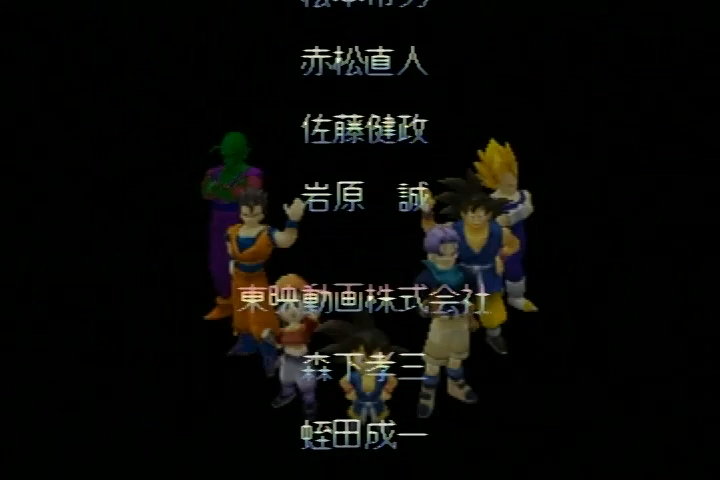 赤松直人
佐藤健政
岩原　誠
東映動画株式会社
森下孝三
蛭田成一